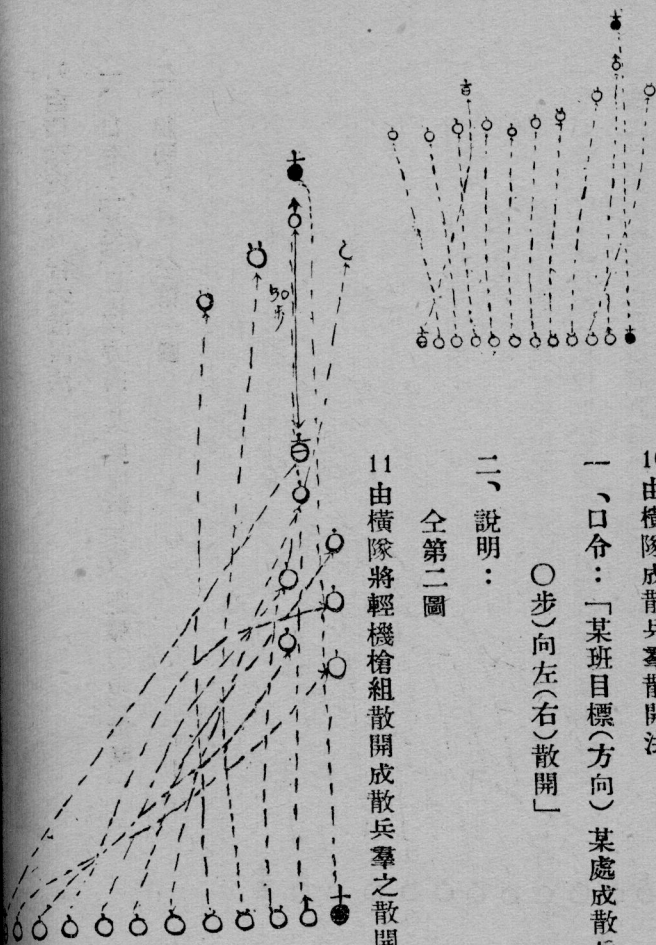 由橫隊成散兵羣散開
一、口令：「某班目標(方向)某處成散
〇步)向左(右)散開」
二、說明：
仝第二圖
11由橫隊將輕機槍組散開成散兵羣之散開
50步